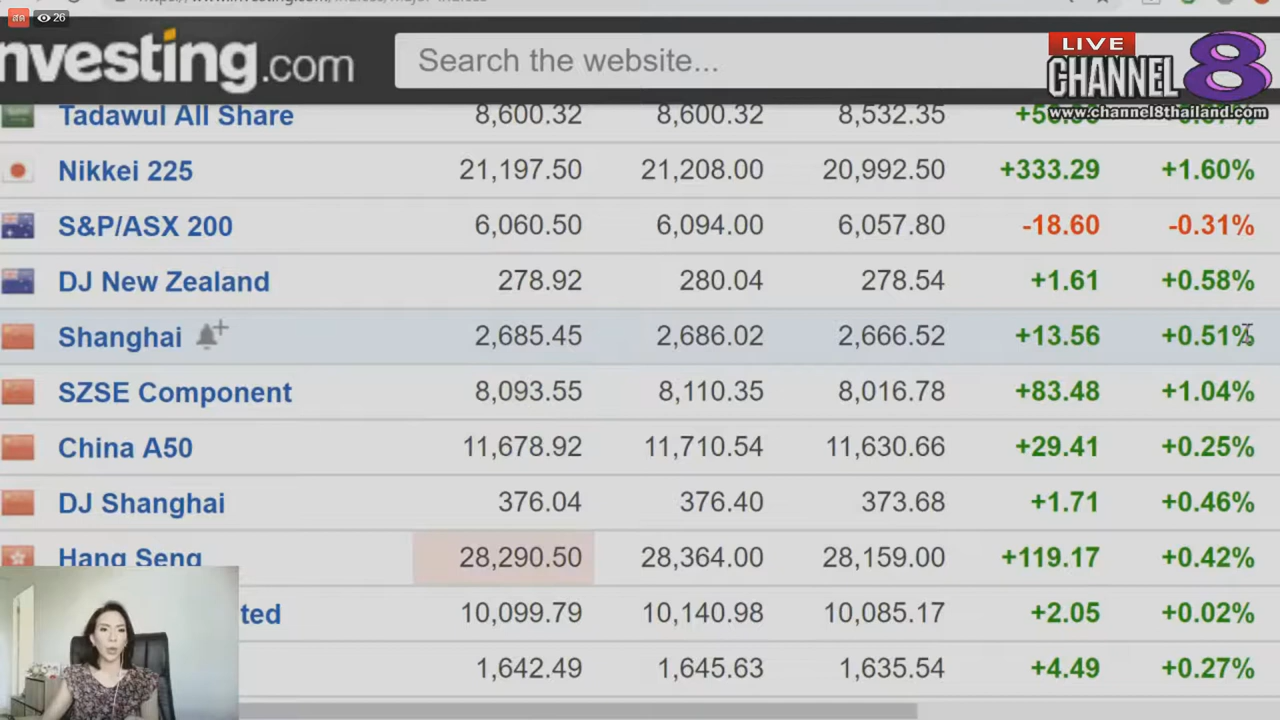 สด 26
nvesting.com Search the website... LIVE
CHANNEL 8
www.channel8thailand.com
Tadawul All Share 8,600.32 8,600.32 8,532.35
Nikkei 225 21,197.50 21,208.00 20,992.50 +333.29 +1.60%
S&P/ASX 200 6,060.50 6,094.00 6,057.80 -18.60 -0.31%
DJ New Zealand 278.92 280.04 278.54 +1.61 +0.58%
Shanghai 2,685.45 2,686.02 2,666.52 +13.56 +0.51%
SZSE Component 8,093.55 8,110.35 8,016.78 +83.48 +1.04%
China A50 11,678.92 11,710.54 11,630.66 +29.41 +0.25%
DJ Shanghai 376.04 376.40 373.68 +1.71 +0.46%
Hang Seng 28,290.50 28,364.00 28,159.00 +119.17 +0.42%
ted 10,099.79 10,140.98 10,085.17 +2.05 +0.02%
1,642.49 1,645.63 1,635.54 +4.49 +0.27%